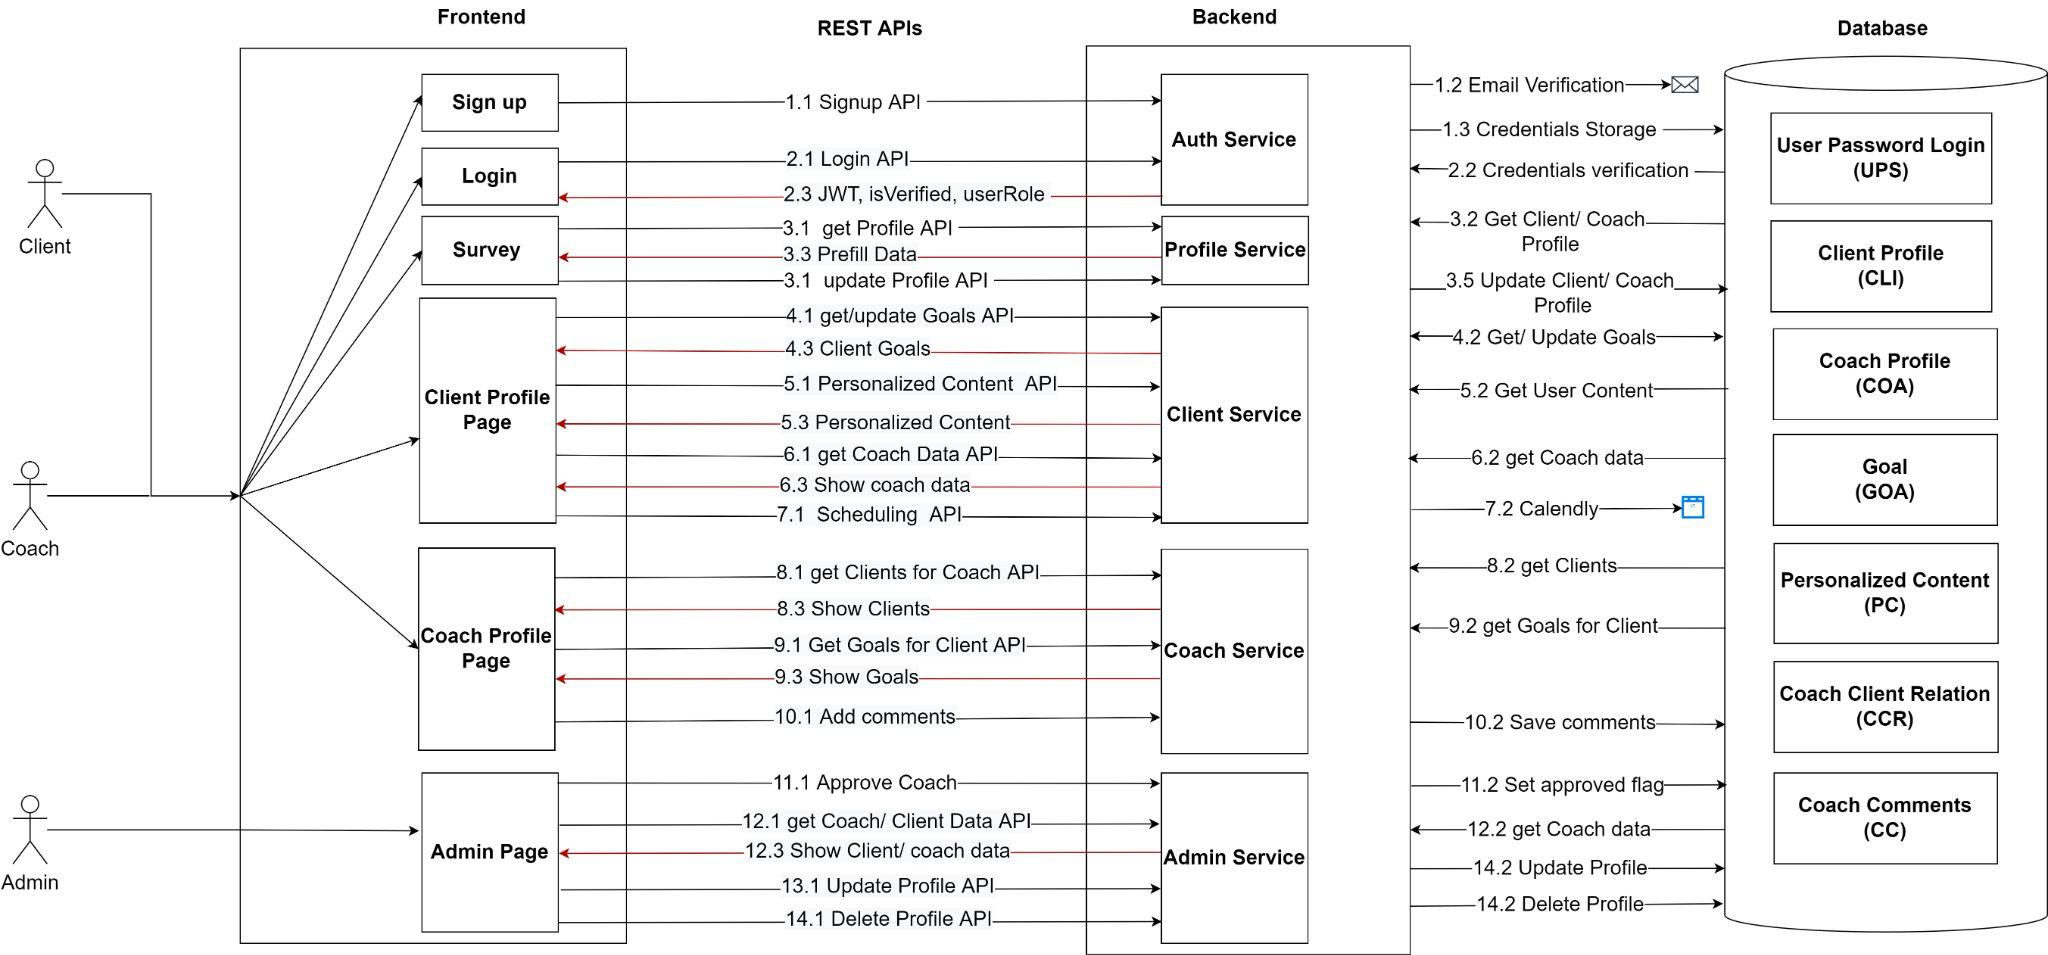 Frontend
REST APIs
Backend
Database
Client
Coach
Admin
Sign up
Login
Survey
Client Profile
Page
Coach Profile
Page
Admin Page
1.1 Signup API
2.1 Login API
2.3 JWT, isVerified, userRole
3.1 get Profile API
3.3 Prefill Data
3.1 update Profile API
4.1 get/update Goals API
4.3 Client Goals
5.1 Personalized Content API
5.3 Personalized Content
6.1 get Coach Data API
6.3 Show coach data
7.1 Scheduling API
8.1 get Clients for Coach API
8.3 Show Clients
9.1 Get Goals for Client API
9.3 Show Goals
10.1 Add comments
11.1 Approve Coach
12.1 get Coach/ Client Data API
12.3 Show Client/ coach data
13.1 Update Profile API
14.1 Delete Profile API
Auth Service
Profile Service
Client Service
Coach Service
Admin Service
1.2 Email Verification
1.3 Credentials Storage
2.2 Credentials verification
3.2 Get Client/ Coach
Profile
3.5 Update Client/ Coach
Profile
4.2 Get/ Update Goals
5.2 Get User Content
6.2 get Coach data
7.2 Calendly
8.2 get Clients
9.2 get Goals for Client
10.2 Save comments
11.2 Set approved flag
12.2 get Coach data
14.2 Update Profile
14.2 Delete Profile
User Password Login
(UPS)
Client Profile
(CLI)
Coach Profile
(COA)
Goal
(GOA)
Personalized Content
(PC)
Coach Client Relation
(CCR)
Coach Comments
(CC)